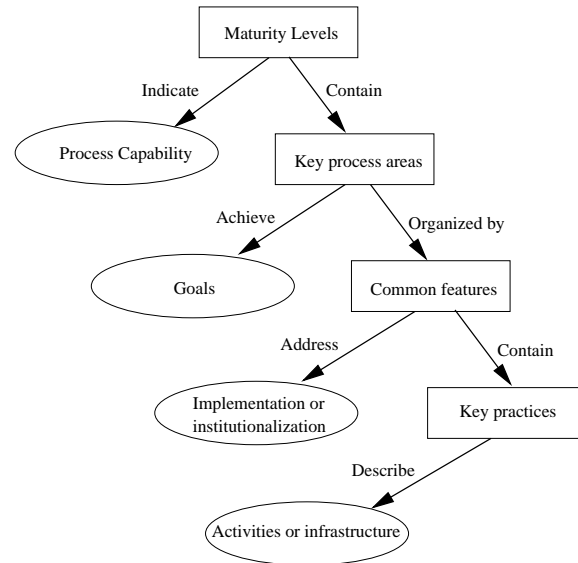 Maturity Levels
Indicate
Contain
Process Capability
Key process areas
Achieve
Organized by
Goals
Common features
Address
Contain
Implementation or
institutionalization
Key practices
Describe
Activities or infrastructure